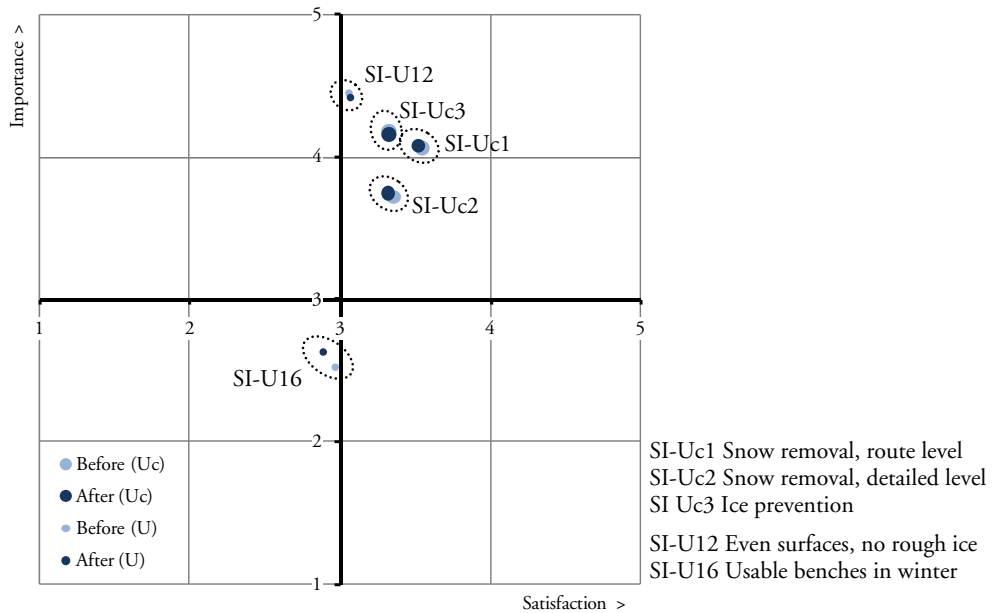 Importance >
5
SI-U12
SI-Uc3
SI-Uc1
4
SI-Uc2
3
1 2 3 4 5
SI-U16
2
Before (Uc)
After (Uc)
Before (U)
After (U)
1
Satisfaction >
SI-Uc1 Snow removal, route level
SI-Uc2 Snow removal, detailed level
SI Uc3 Ice prevention
SI-U12 Even surfaces, no rough ice
SI-U16 Usable benches in winter